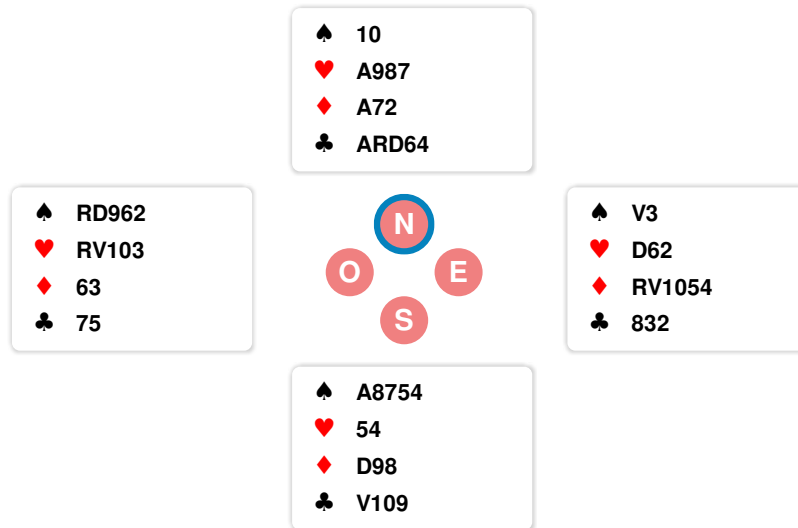 ♠ 10
♥ A987
♦ A72
♣ ARD64
♠ RD962
♥ RV103
♦ 63
♣ 75
N
O
E
S
♠ V3
♥ D62
♦ RV1054
♣ 832
♠ A8754
♥ 54
♦ D98
♣ V109